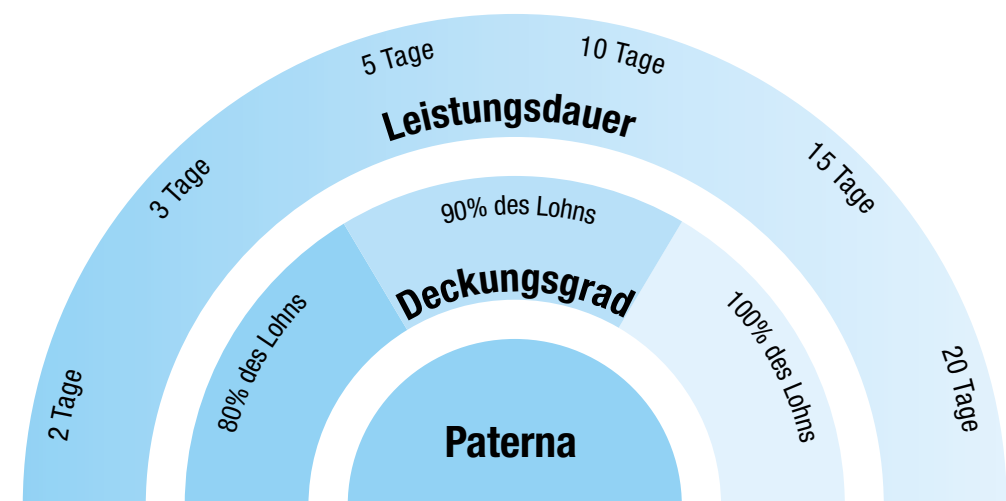 2 Tage
3 Tage
5 Tage
10 Tage
15 Tage
20 Tage
Leistungsdauer
80% des Lohns
90% des Lohns
100% des Lohns
Deckungsgrad
Paterna